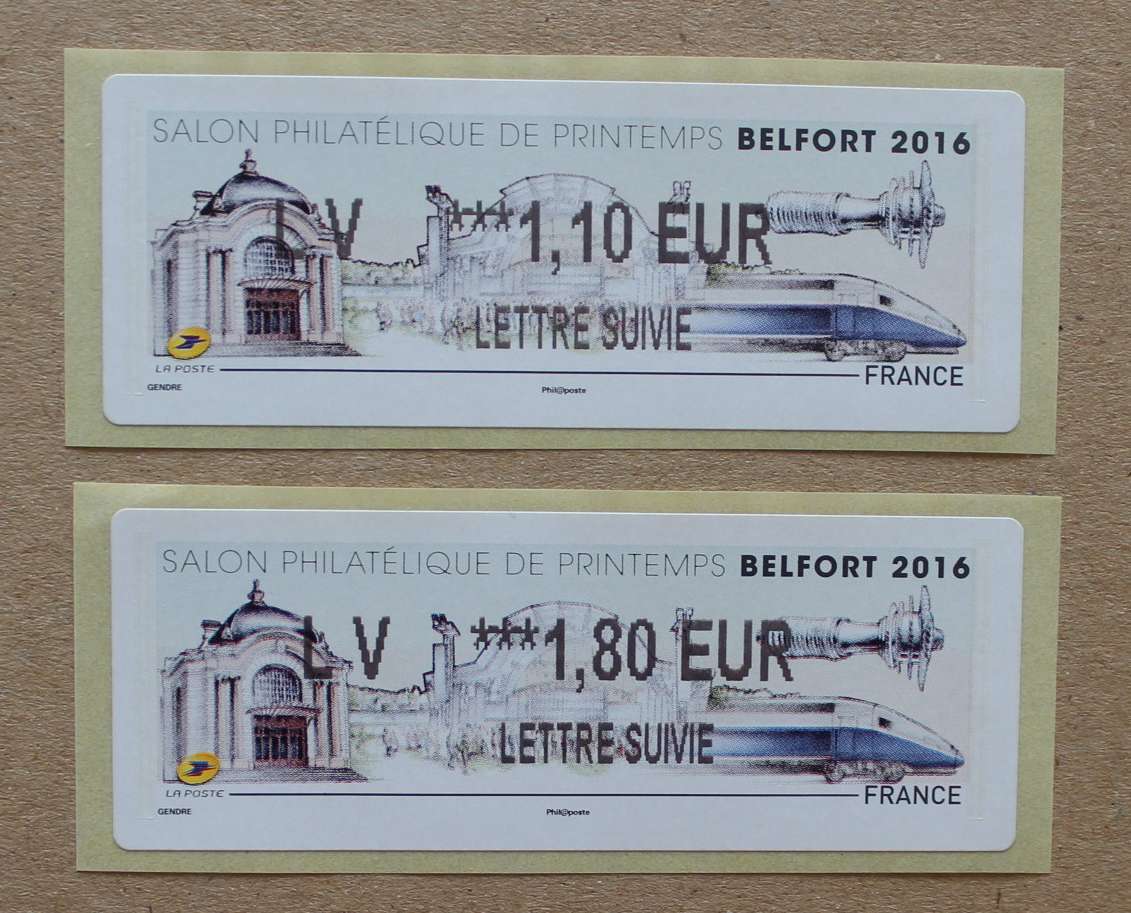 SALON PHILATÉLIQUE DE PRINTEMPS BELFORT 2016
LV ***1,10 EUR
LETTRE SUIVIE
LA POSTE FRANCE
GENDRE Phil@poste
SALON PHILATÉLIQUE DE PRINTEMPS BELFORT 2016
LV ***1,80 EUR
LETTRE SUIVIE
LA POSTE FRANCE
GENDRE Phil@poste